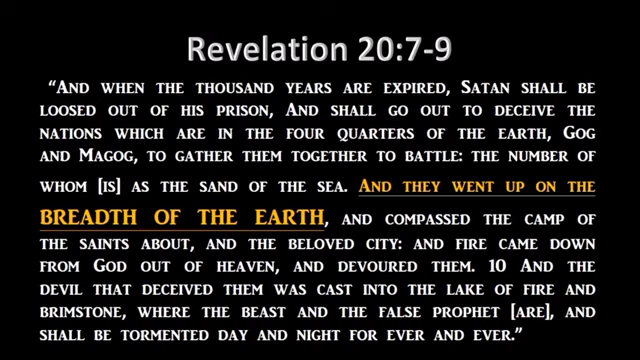 Revelation 20:7-9
“And when the thousand years are expired, Satan shall be
loosed out of his prison, And shall go out to deceive the
nations which are in the four quarters of the earth, Gog
and Magog, to gather them together to battle: the number of
whom [is] as the sand of the sea. And they went up on the
breadth of the earth, and compassed the camp of
the saints about, and the beloved city: and fire came down
from God out of heaven, and devoured them. 10 And the
devil that deceived them was cast into the lake of fire and
brimstone, where the beast and the false prophet [are], and
shall be tormented day and night for ever and ever.”